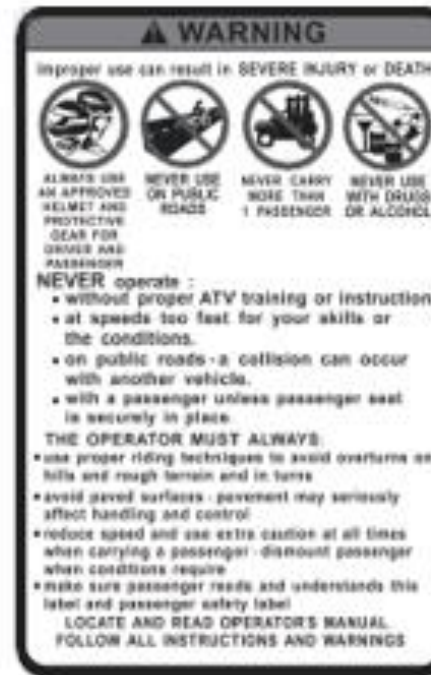 WARNING
Improper use can result in SEVERE INJURY or DEATH
ALWAYS USE
AN APPROVED
HELMET AND
PROTECTIVE
GEAR FOR
DRIVER AND
PASSENGER
NEVER USE
ON PUBLIC
ROADS
NEVER CARRY
MORE THAN
1 PASSENGER
NEVER USE
WITH DRUGS
OR ALCOHOL
NEVER operate :
• without proper ATV training or instruction
• at speeds too fast for your skills or
the conditions.
• on public roads - a collision can occur
with another vehicle.
• with a passenger unless passenger seat
is securely in place
THE OPERATOR MUST ALWAYS:
• use proper riding techniques to avoid overturns on
hills and rough terrain and in turns
• avoid paved surfaces - pavement may seriously
affect handling and control
• reduce speed and use extra caution at all times
when carrying a passenger - dismount passenger
when conditions require
• make sure passenger reads and understands this
label and passenger safety label
LOCATE AND READ OPERATOR'S MANUAL
FOLLOW ALL INSTRUCTIONS AND WARNINGS